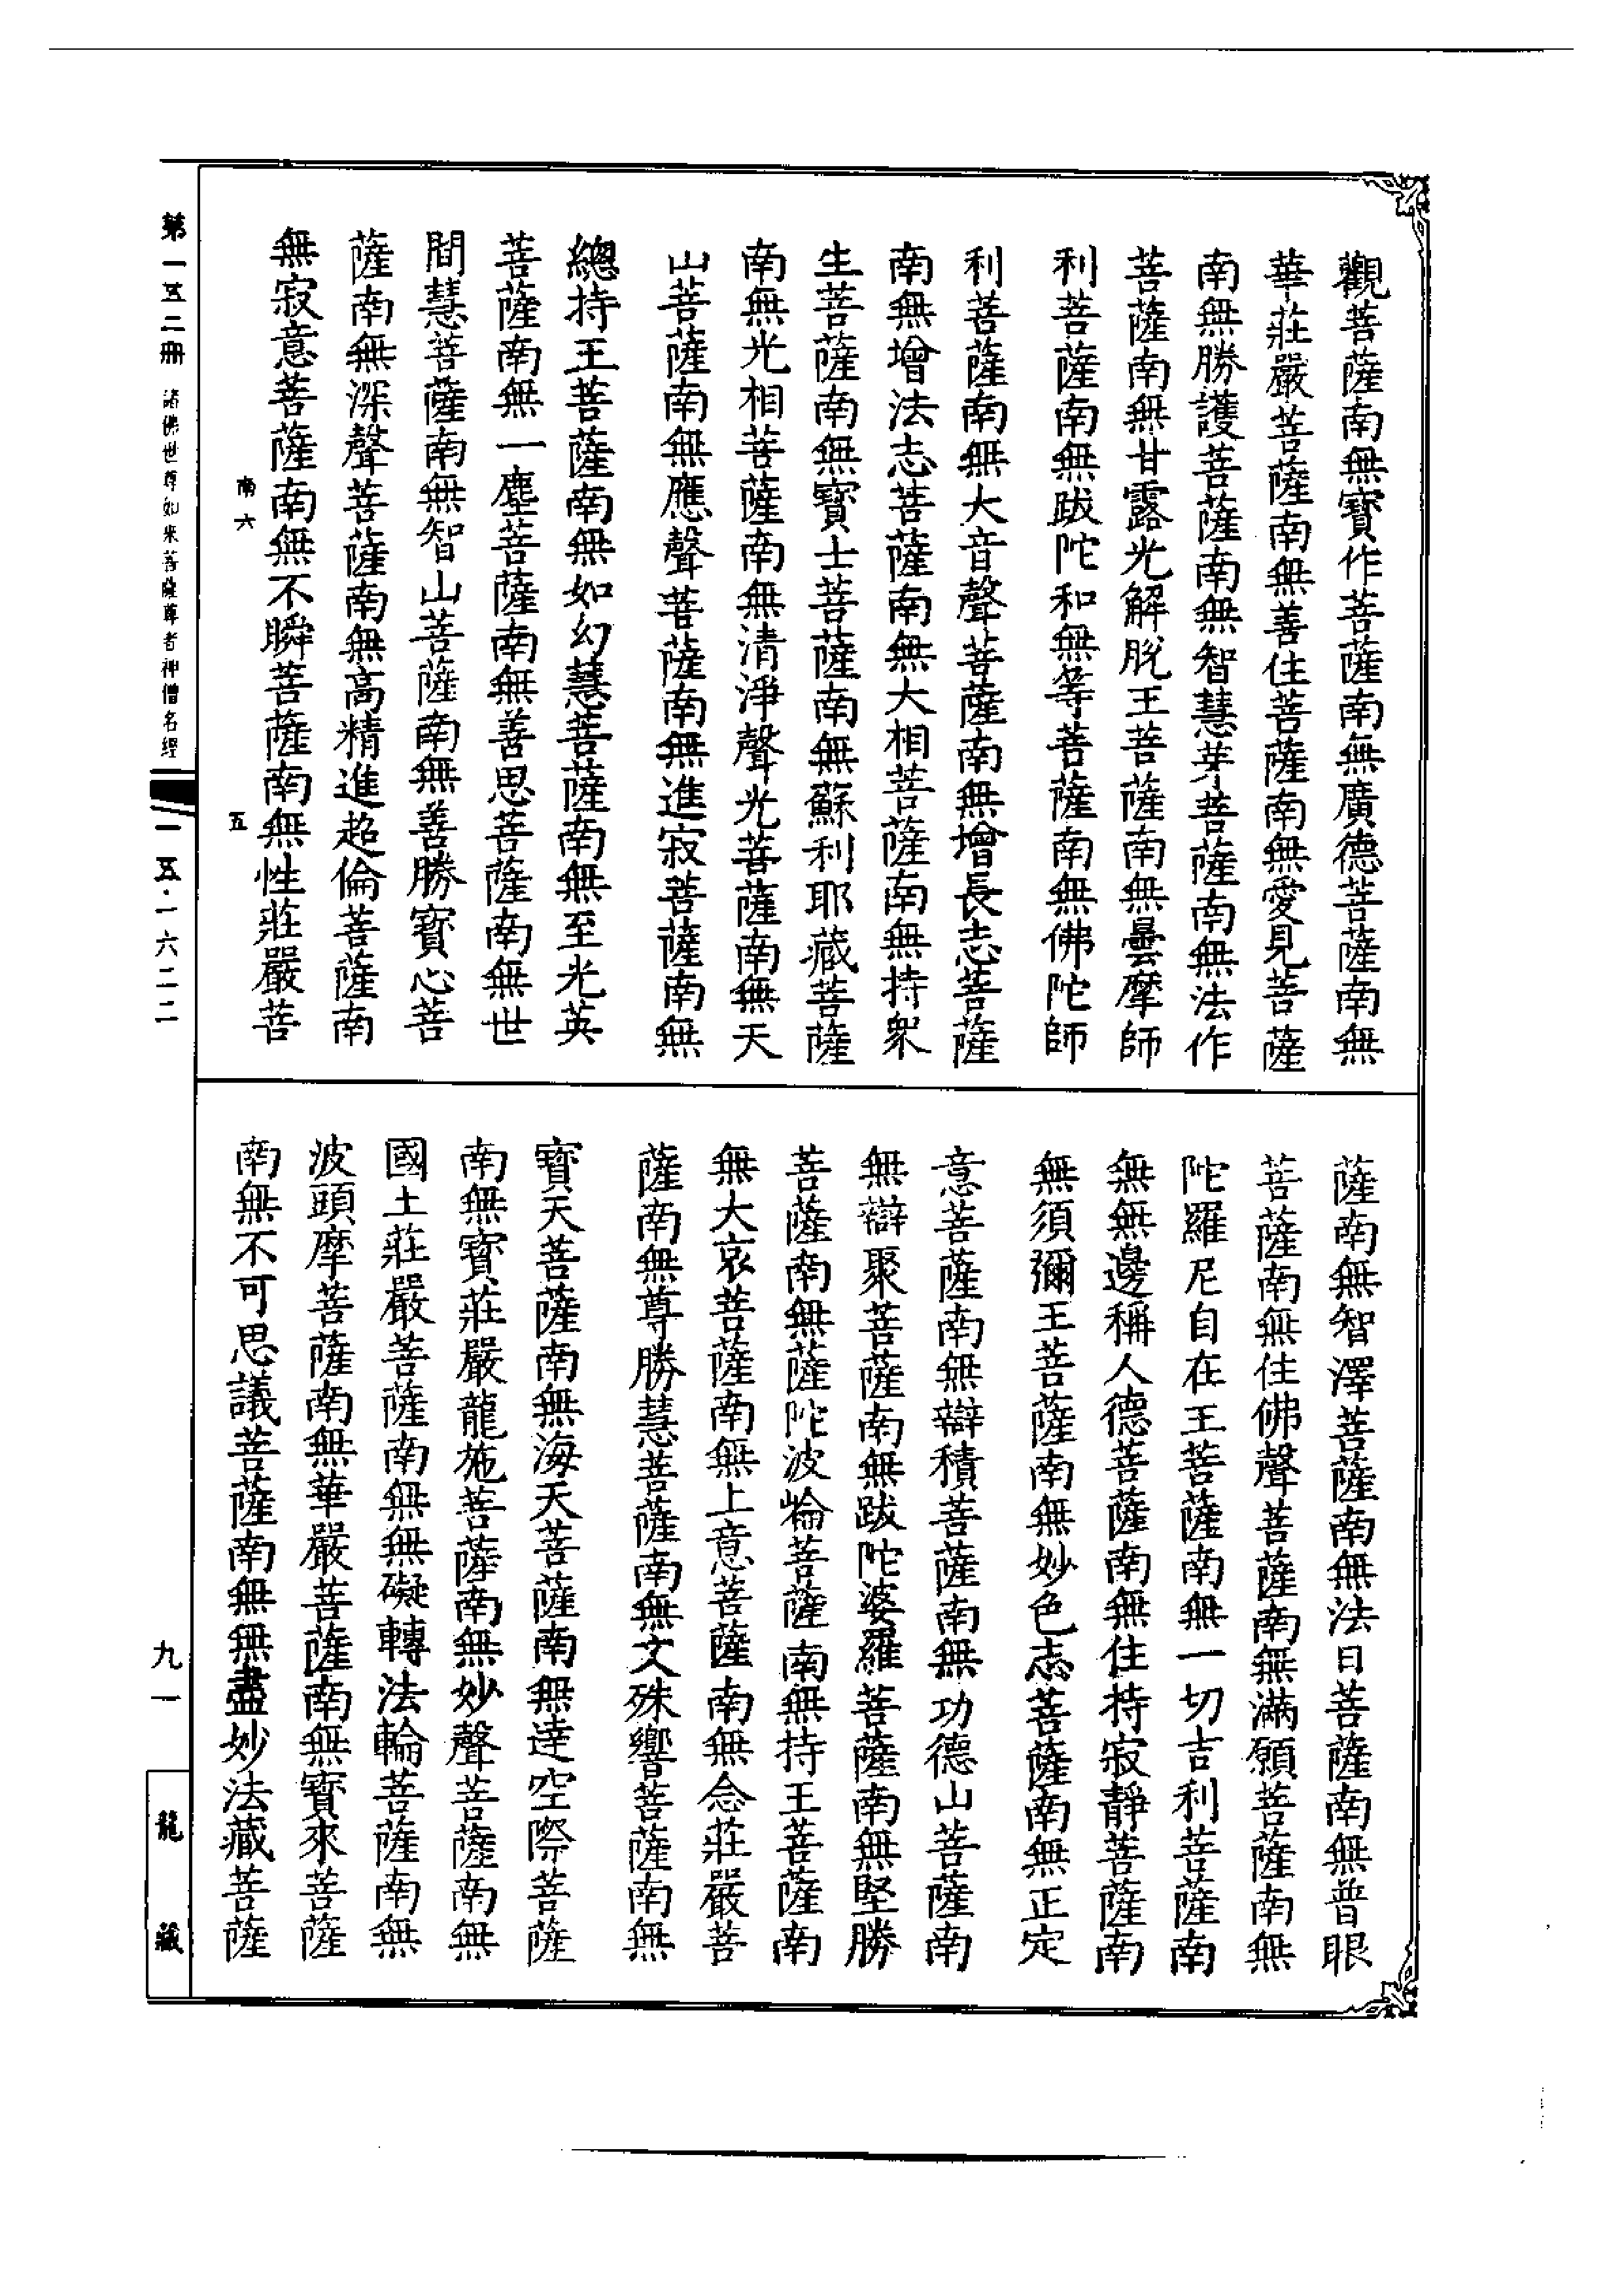 觀菩薩南無寶作菩薩南無廣德菩薩南無
華莊嚴菩薩南無善住菩薩南無愛見菩薩
南無勝護菩薩南無智慧芽菩薩南無法作
菩薩南無甘露光解脫王菩薩南無曇摩師
利菩薩南無跋陀和無等菩薩南無佛陀師
利菩薩南無大音聲菩薩南無增長志菩薩
南無增法志菩薩南無大相菩薩南無持衆
生菩薩南無寶士菩薩南無蘇利耶藏菩薩
南無光相菩薩南無清淨聲光菩薩南無天
山菩薩南無應聲菩薩南無進寂菩薩南無
總持王菩薩南無如幻慧菩薩南無至光英
菩薩南無一塵菩薩南無善思菩薩南無世
間慧菩薩南無智山菩薩南無善勝寶心菩
薩南無深聲菩薩南無高精進超倫菩薩南
無寂意菩薩南無不瞬菩薩南無性莊嚴菩
南六
五
薩南無智澤菩薩南無法日菩薩南無普眼
菩薩南無住佛聲菩薩南無滿願菩薩南無
陀羅尼自在王菩薩南無一切吉利菩薩南
無無邊稱人德菩薩南無住持寂靜菩薩南
無須彌王菩薩南無妙色志菩薩南無正定
意菩薩南無辯積菩薩南無功德山菩薩南
無辯聚菩薩南無跋陀婆羅菩薩南無堅勝
菩薩南無薩陀波崘菩薩南無持王菩薩南
無大哀菩薩南無上意菩薩南無念莊嚴菩
薩南無尊勝慧菩薩南無文殊響菩薩南無
寶天菩薩南無海天菩薩南無達空際菩薩
南無寶莊嚴龍施菩薩南無妙聲菩薩南無
國土莊嚴菩薩南無無礙轉法輪菩薩南無
波頭摩菩薩南無華嚴菩薩南無寶來菩薩
南無不可思議菩薩南無無盡妙法藏菩薩
第一五二冊 諸佛世尊如來菩薩尊者神僧名經
一五·一六二二
九一
龍藏